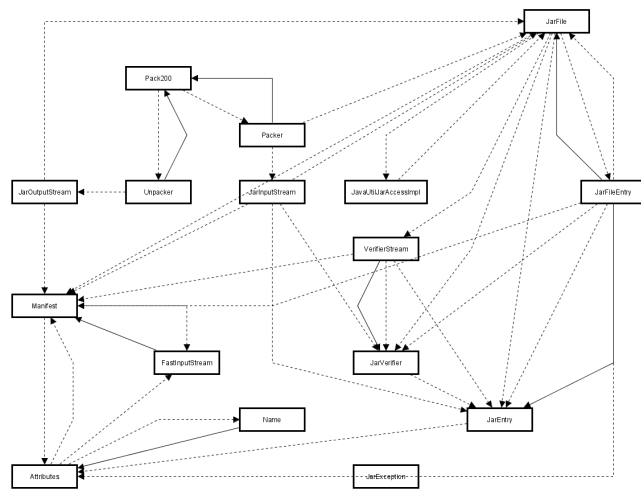 JarFile
Pack200
Packer
JarOutputStream
Unpacker
JarInputStream
JavaUtilJarAccessImpl
JarFileEntry
VerifierStream
Manifest
FastInputStream
JarVerifier
Name
JarEntry
Attributes
JarException